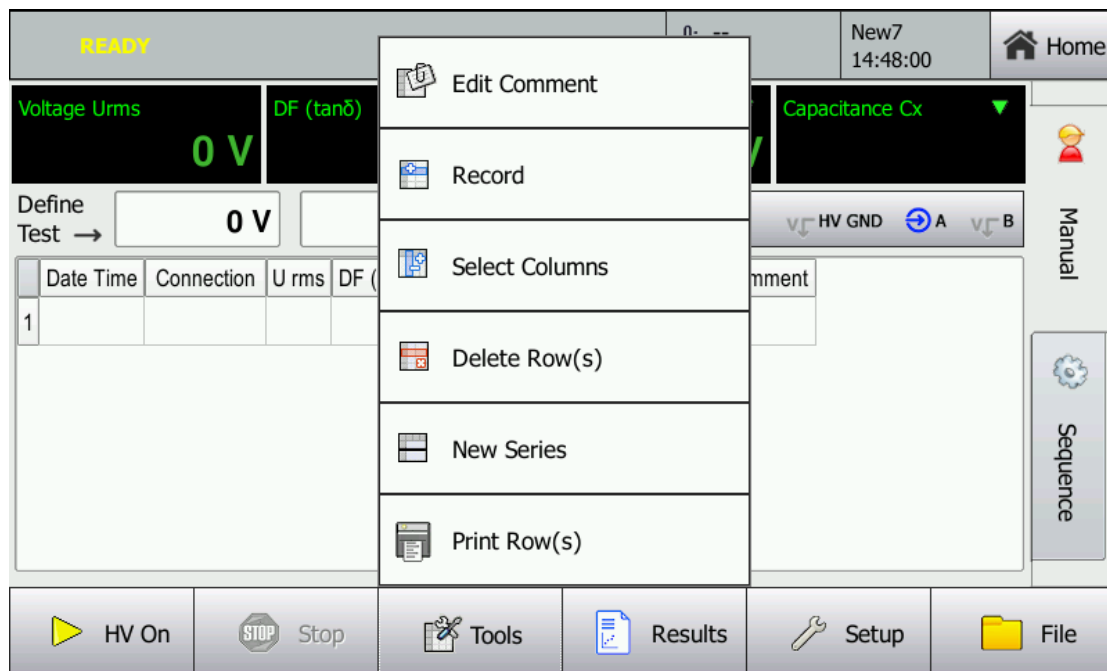 READY
New7
14:48:00
Home
Voltage Urms
0 V
DF (tanδ)
Capacitance Cx
Define
Test →
0 V
HV GND
A
B
Date Time
Connection
U rms
DF (
mment
1
Edit Comment
Record
Select Columns
Delete Row(s)
New Series
Print Row(s)
Manual
Sequence
HV On
STOP
Stop
Tools
Results
Setup
File